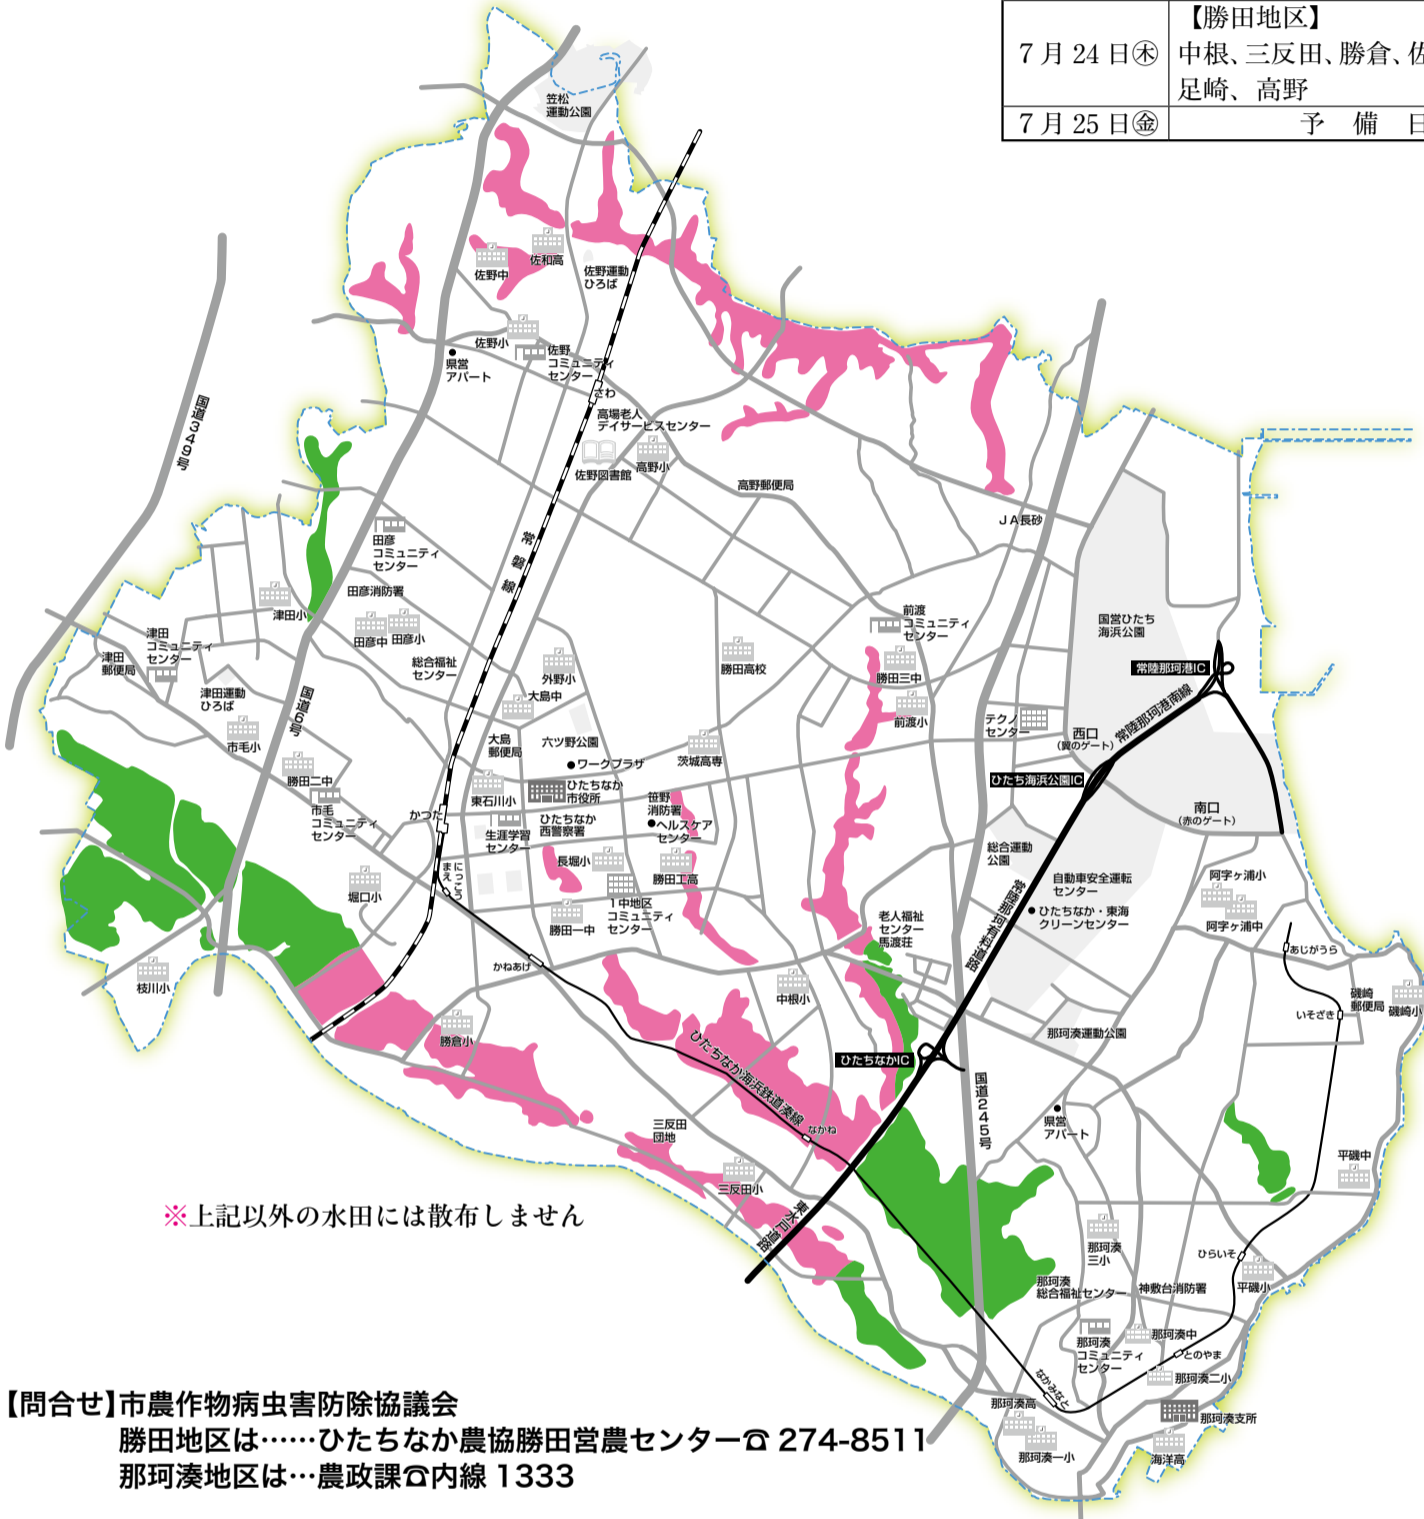 【勝田地区】
7月24日㊍
中根、三反田、勝倉、佐
足崎、高野
7月25日㊎
予備日
笠松
運動公園
佐野中
佐和高
佐野運動
ひろば
佐野小
佐野
コミュニティ
センター
県営
アパート
さわ
高場老人
デイサービスセンター
佐野図書館
高野小
高野郵便局
JA長砂
国道349号
常磐線
田彦
コミュニティ
センター
田彦消防署
田彦中
田彦小
津田小
津田
コミュニティ
センター
津田
郵便局
津田運動
ひろば
総合福祉
センター
国道6号
市毛小
勝田二中
市毛
コミュニティ
センター
外野小
大島中
大島
郵便局
六ツ野公園
ワークプラザ
東石川小
ひたちなか
市役所
かつた
生涯学習
センター
ひたちなか
西警察署
笹野
消防署
ヘルスケア
センター
勝田高校
茨城高専
前渡
コミュニティ
センター
勝田三中
前渡小
国営ひたち
海浜公園
常陸那珂港IC
常陸那珂港南線
テクノ
センター
西口
(翼のゲート)
ひたち海浜公園IC
南口
(赤のゲート)
総合運動
公園
自動車安全運転
センター
ひたちなか・東海
クリーンセンター
常陸那珂有料道路
阿字ヶ浦小
阿字ヶ浦中
あじがうら
磯崎
郵便局
磯崎小
いそざき
那珂湊運動公園
堀口小
にっこう
まえ
長堀小
勝田工高
1中地区
コミュニティ
センター
勝田一中
老人福祉
センター
馬渡荘
枝川小
かねあげ
中根小
勝倉小
ひたちなか海浜鉄道湊線
ひたちなかIC
なかね
国道245号
県営
アパート
三反田
団地
三反田小
東水戸道路
平磯中
那珂湊
三小
ひらいそ
平磯小
那珂湊
総合福祉センター
神敷台消防署
那珂湊
コミュニティ
センター
那珂湊中
とのやま
那珂湊二小
なかみなと
那珂湊高
那珂湊一小
那珂湊支所
海洋高
※上記以外の水田には散布しません
【問合せ】市農作物病虫害防除協議会
勝田地区は……ひたちなか農協勝田営農センター☎274-8511
那珂湊地区は…農政課☎内線1333